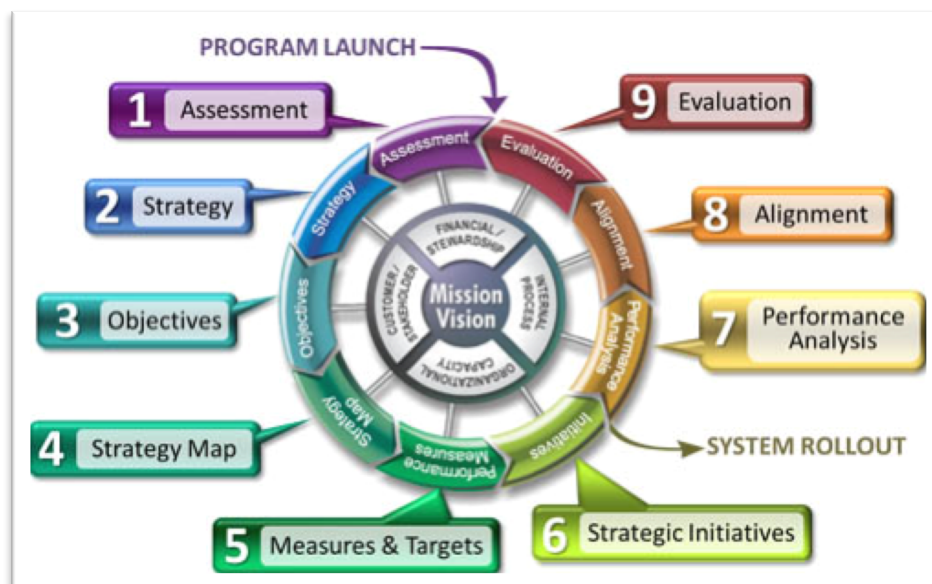 PROGRAM LAUNCH
1 Assessment
9 Evaluation
2 Strategy
8 Alignment
3 Objectives
7 Performance
Analysis
4 Strategy Map
SYSTEM ROLLOUT
5 Measures & Targets
6 Strategic Initiatives
Assessment
Strategy
Objectives
Strategy
Map
Performance
Measures
Initiatives
Performance
Analysis
Alignment
Evaluation
FINANCIAL/
STEWARDSHIP
CUSTOMER/
STAKEHOLDER
INTERNAL
PROCESS
ORGANIZATIONAL
CAPACITY
Mission
Vision